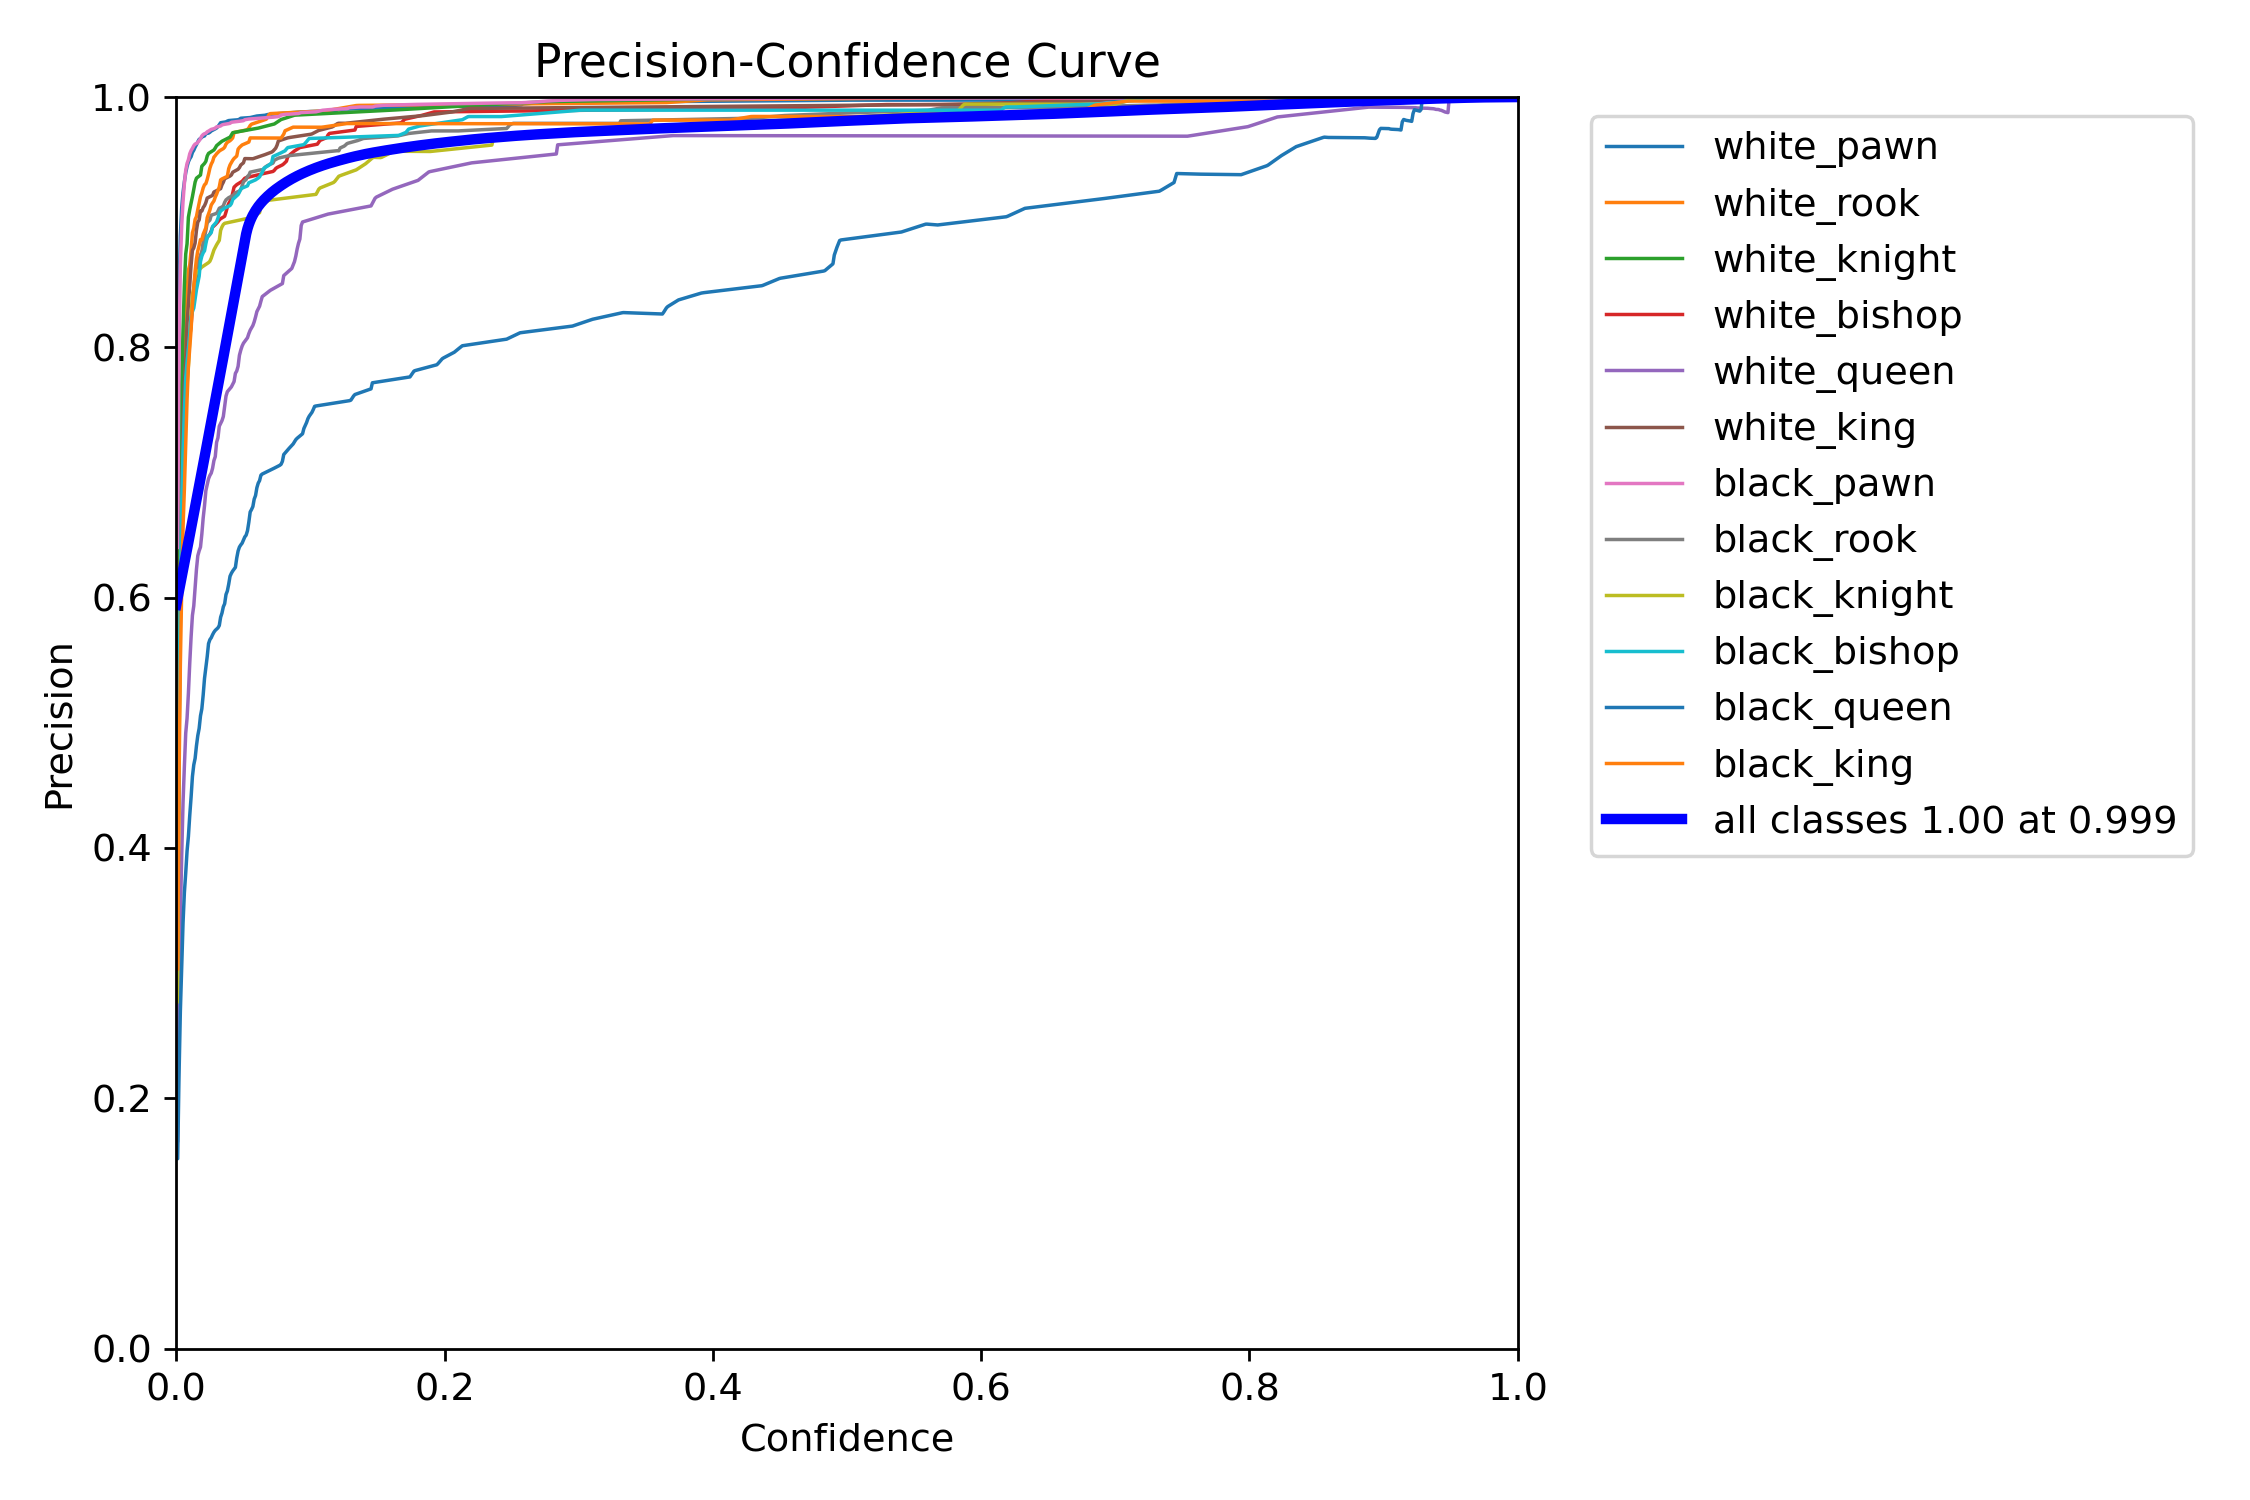 Precision-Confidence Curve
1.0
0.8
0.6
0.4
0.2
0.0
Precision
0.0 0.2 0.4 0.6 0.8 1.0
Confidence
white_pawn
white_rook
white_knight
white_bishop
white_queen
white_king
black_pawn
black_rook
black_knight
black_bishop
black_queen
black_king
all classes 1.00 at 0.999